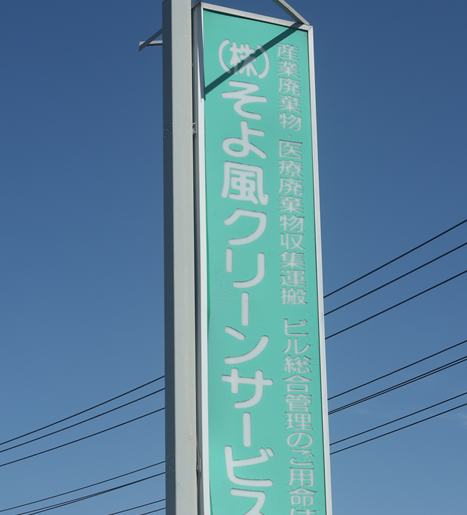 産業廃棄物 医療廃棄物収集運搬 ビル総合管理のご用命は
(株)そよ風クリーンサービス